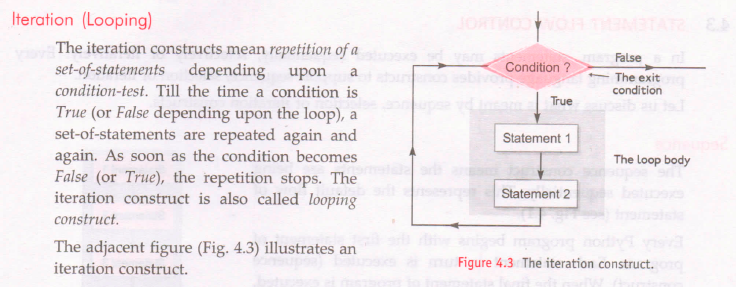 Iteration (Looping)
The iteration constructs mean repetition of a
set-of-statements depending upon a
condition-test. Till the time a condition is
True (or False depending upon the loop), a
set-of-statements are repeated again and
again. As soon as the condition becomes
False (or True), the repetition stops. The
iteration construct is also called looping
construct.
The adjacent figure (Fig. 4.3) illustrates an
iteration construct.
Condition ?
False
The exit
condition
True
Statement 1
The loop body
Statement 2
Figure 4.3 The iteration construct.